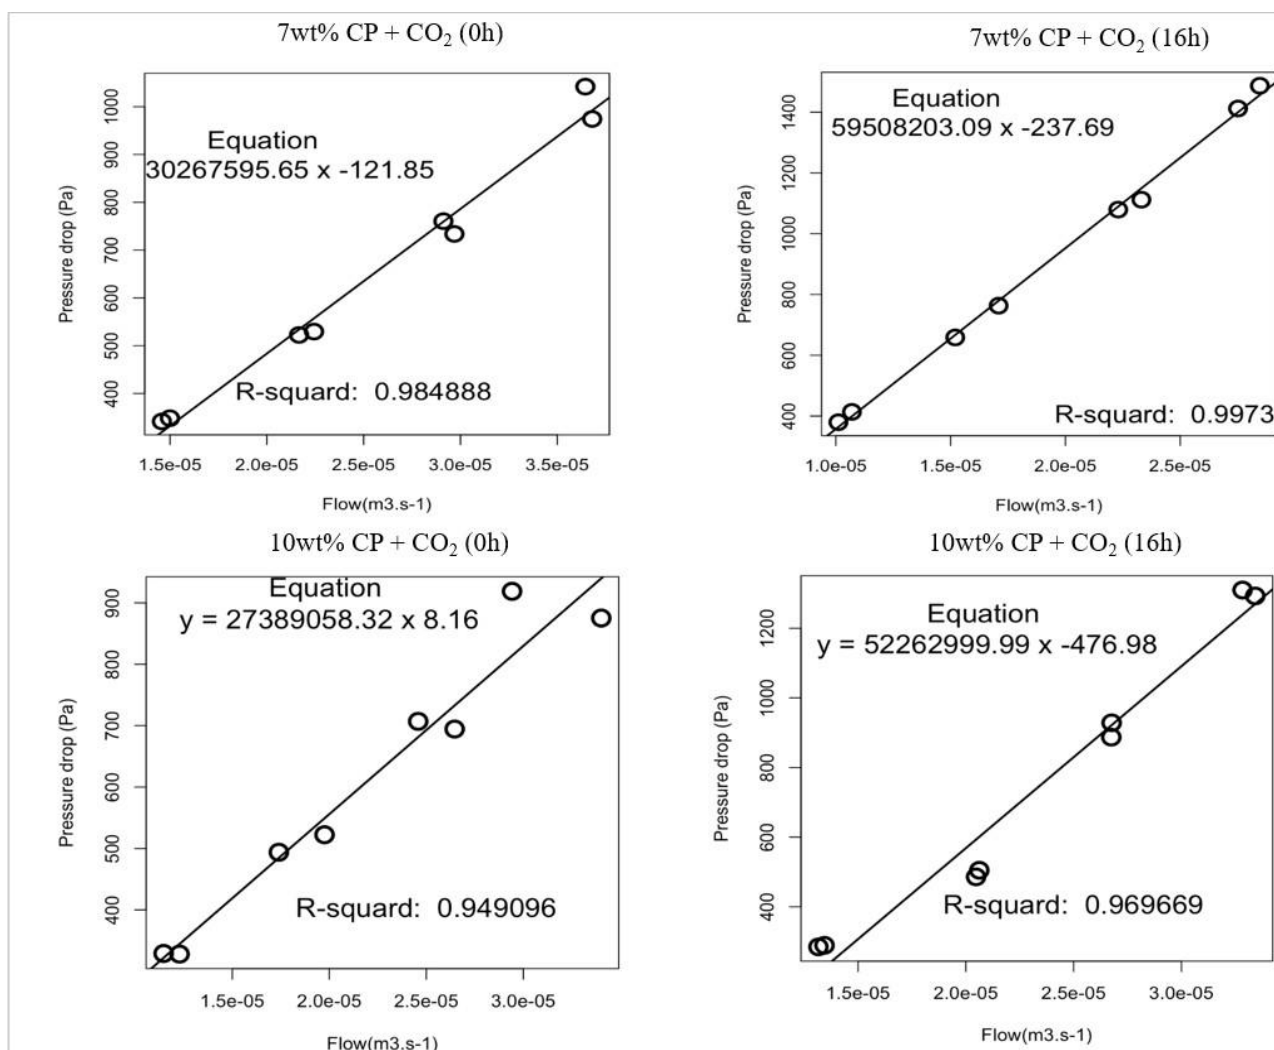 7wt% CP + CO₂ (0h)
Equation
30267595.65 x -121.85
R-squard: 0.984888
Pressure drop (Pa)
1000
900
800
700
600
500
400
1.5e-05 2.0e-05 2.5e-05 3.0e-05 3.5e-05
Flow(m3.s-1)
7wt% CP + CO₂ (16h)
Equation
59508203.09 x -237.69
R-squard: 0.9973
Pressure drop (Pa)
1400
1200
1000
800
600
400
1.0e-05 1.5e-05 2.0e-05 2.5e-05
Flow(m3.s-1)
10wt% CP + CO₂ (0h)
Equation
y = 27389058.32 x 8.16
R-squard: 0.949096
Pressure drop (Pa)
900
800
700
600
500
400
1.5e-05 2.0e-05 2.5e-05 3.0e-05
Flow(m3.s-1)
10wt% CP + CO₂ (16h)
Equation
y = 52262999.99 x -476.98
R-squard: 0.969669
Pressure drop (Pa)
1200
1000
800
600
400
1.5e-05 2.0e-05 2.5e-05 3.0e-05
Flow(m3.s-1)